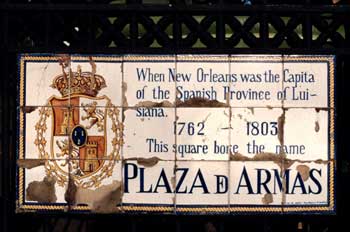 When New Orleans was the Capita
of the Spanish Province of Lui-
siana.
1762 - 1803
This square bore the name
PLAZA D ARMAS